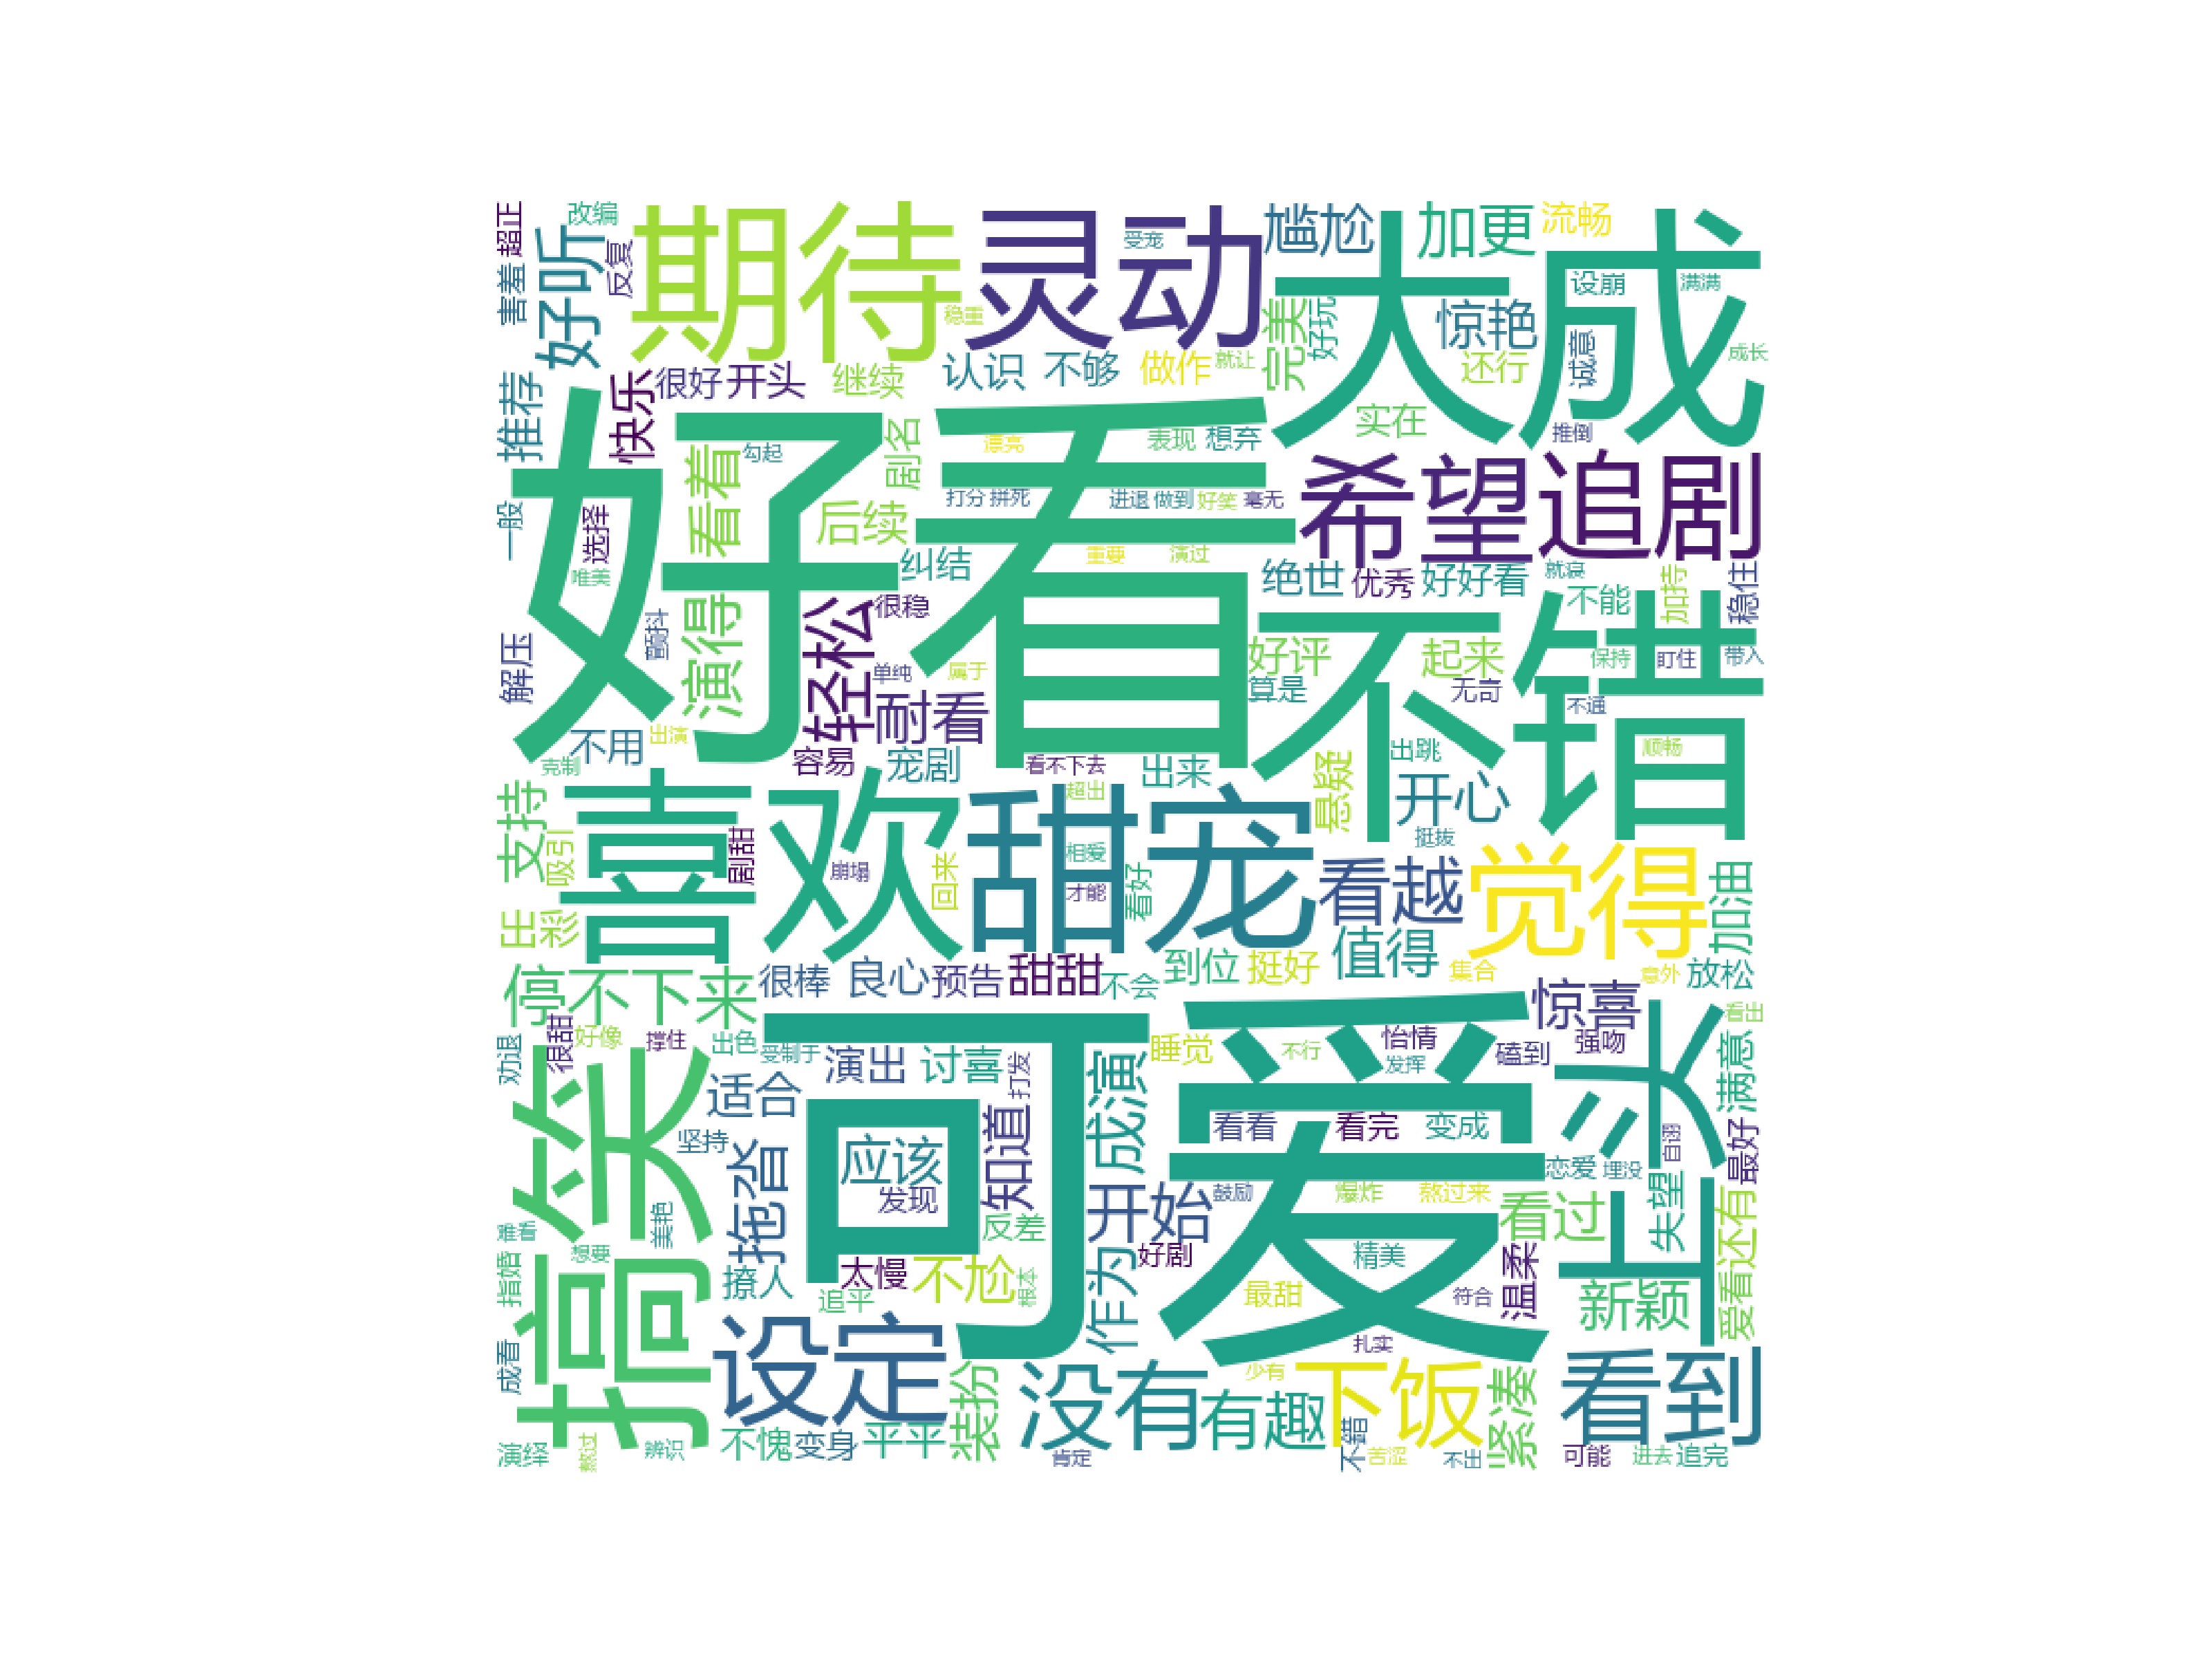 超正
改编
反复
害羞
好听
期待
灵动
受宠
稳重
尴尬
加更
流畅
大成
设崩
满满
惊艳
好玩
完美
诚意
还行
成长
认识
不够
做作
就让
推荐
快乐
很好
开头
继续
剧名
看着
勾起
好看
漂亮
表现
想弃
实在
推倒
希望
追剧
一般
选择
后续
打分
拼死
进退
做到
好笑
毫无
重要
演过
纠结
绝世
优秀
好好看
就疯
不能
加持
稳住
唯美
解压
颤抖
演得
轻松
很稳
单纯
属于
耐看
好评
算是
起来
无奇
不错
保持
盯住
带入
不通
顺畅
不用
出演
克制
容易
宠剧
看不下去
超出
出来
悬疑
出跳
开心
挺拔
支持
吸引
喜欢
剧甜
崩塌
回来
甜宠
相爱
才能
看好
看越
觉得
加油
出彩
停不下来
很棒
良心
预告
甜甜
不会
到位
挺好
值得
集合
意外
放松
惊喜
看出
劝退
很甜
好像
撑住
出色
受制于
演出
讨喜
打发
成演
睡觉
不行
怡情
发挥
磕到
强吻
上头
满意
搞笑
适合
坚持
拖沓
应该
发现
知道
可爱
看看
看完
变成
恋爱
埋没
自诩
最好
失望
开始
鼓励
爆炸
熬过来
看过
还有
爱看
难看
想要
美艳
指婚
撩人
太慢
追平
不尬
反差
根本
作为
好剧
精美
最甜
符合
温柔
新颖
成看
设定
装扮
没有
有趣
少有
扎实
下饭
紧凑
看到
演绎
熬过
辨识
不愧
变身
平平
肯定
不错
苦涩
不出
可能
进去
追完